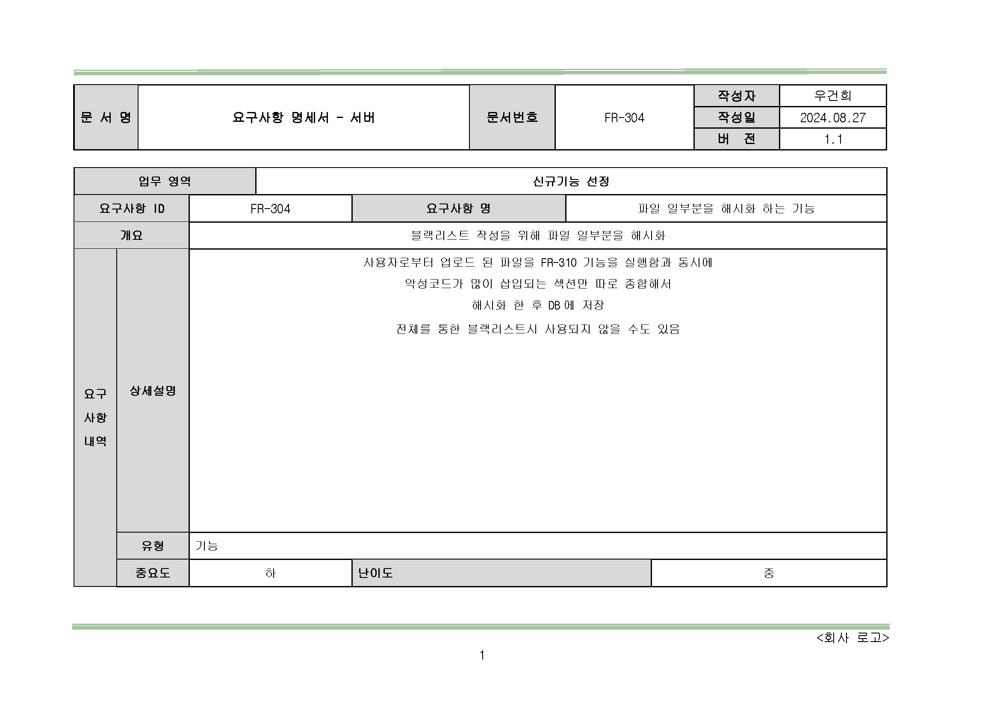 문 서 명
요구사항 명세서 - 서버
문서번호
FR-304
작성자
우건희
작성일
2024.08.27
버 전
1.1
업무 영역
신규기능 선정
요구사항 ID
FR-304
요구사항 명
파일 일부분을 해시화 하는 기능
개요
블랙리스트 작성을 위해 파일 일부분을 해시화
요구
사항
내역
상세설명
사용자로부터 업로드 된 파일을 FR-310 기능을 실행함과 동시에
악성코드가 많이 삽입되는 섹션만 따로 종합해서
해시화 한 후 DB에 저장
전체를 통한 블랙리스트시 사용되지 않을 수도 있음
유형
기능
중요도
하
난이도
중
<회사 로고>
1